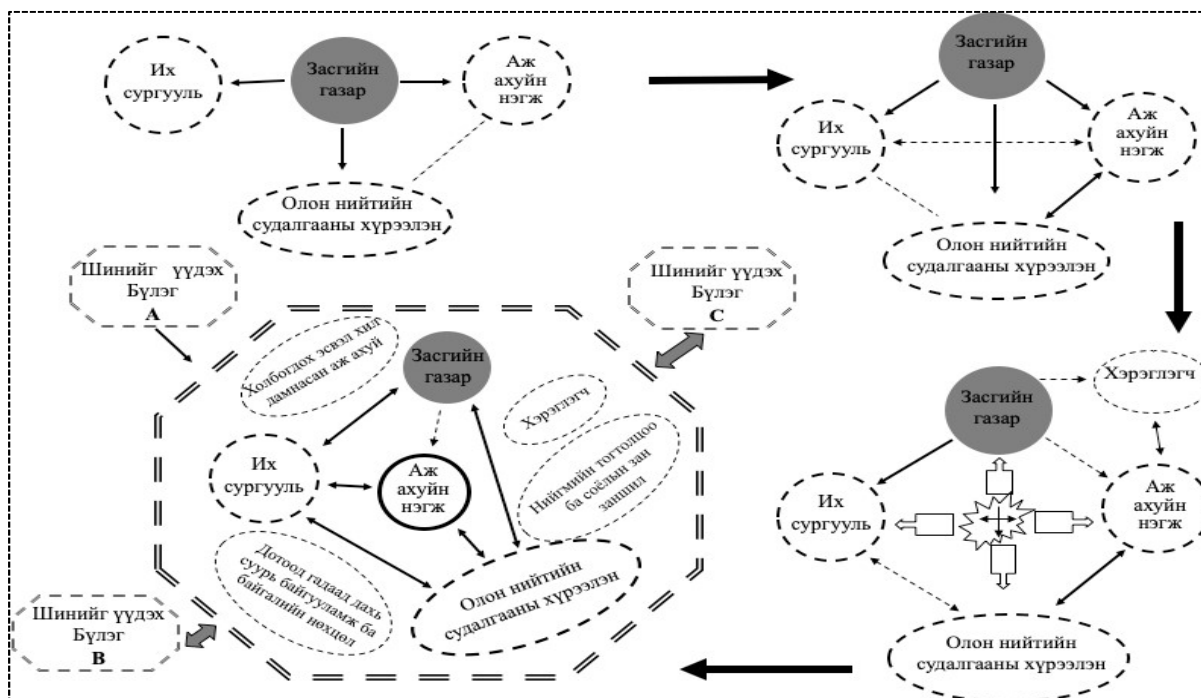 Их
сургууль
Засгийн
газар
Аж
ахуйн
нэгж
Олон нийтийн
судалгааны хүрээлэн
Засгийн
газар
Их
сургууль
Аж
ахуйн
нэгж
Олон нийтийн
судалгааны хүрээлэн
Шинийг үүдэх
Бүлэг
A
Шинийг үүдэх
Бүлэг
C
Холбогдох эсвэл хил
дамнасан аж ахуй
Засгийн
газар
Хэрэглэгч
Их
сургууль
Аж
ахуйн
нэгж
Нийгмийн тогтолцоо
ба соёлын зан
заншил
Дотоод гадаад дахь
суурь байгууламж ба
байгалийн нөхцөл
Олон нийтийн
судалгааны хүрээлэн
Шинийг үүдэх
Бүлэг
B
Засгийн
газар
Хэрэглэгч
Их
сургууль
Аж
ахуйн
нэгж
Олон нийтийн
судалгааны хүрээлэн